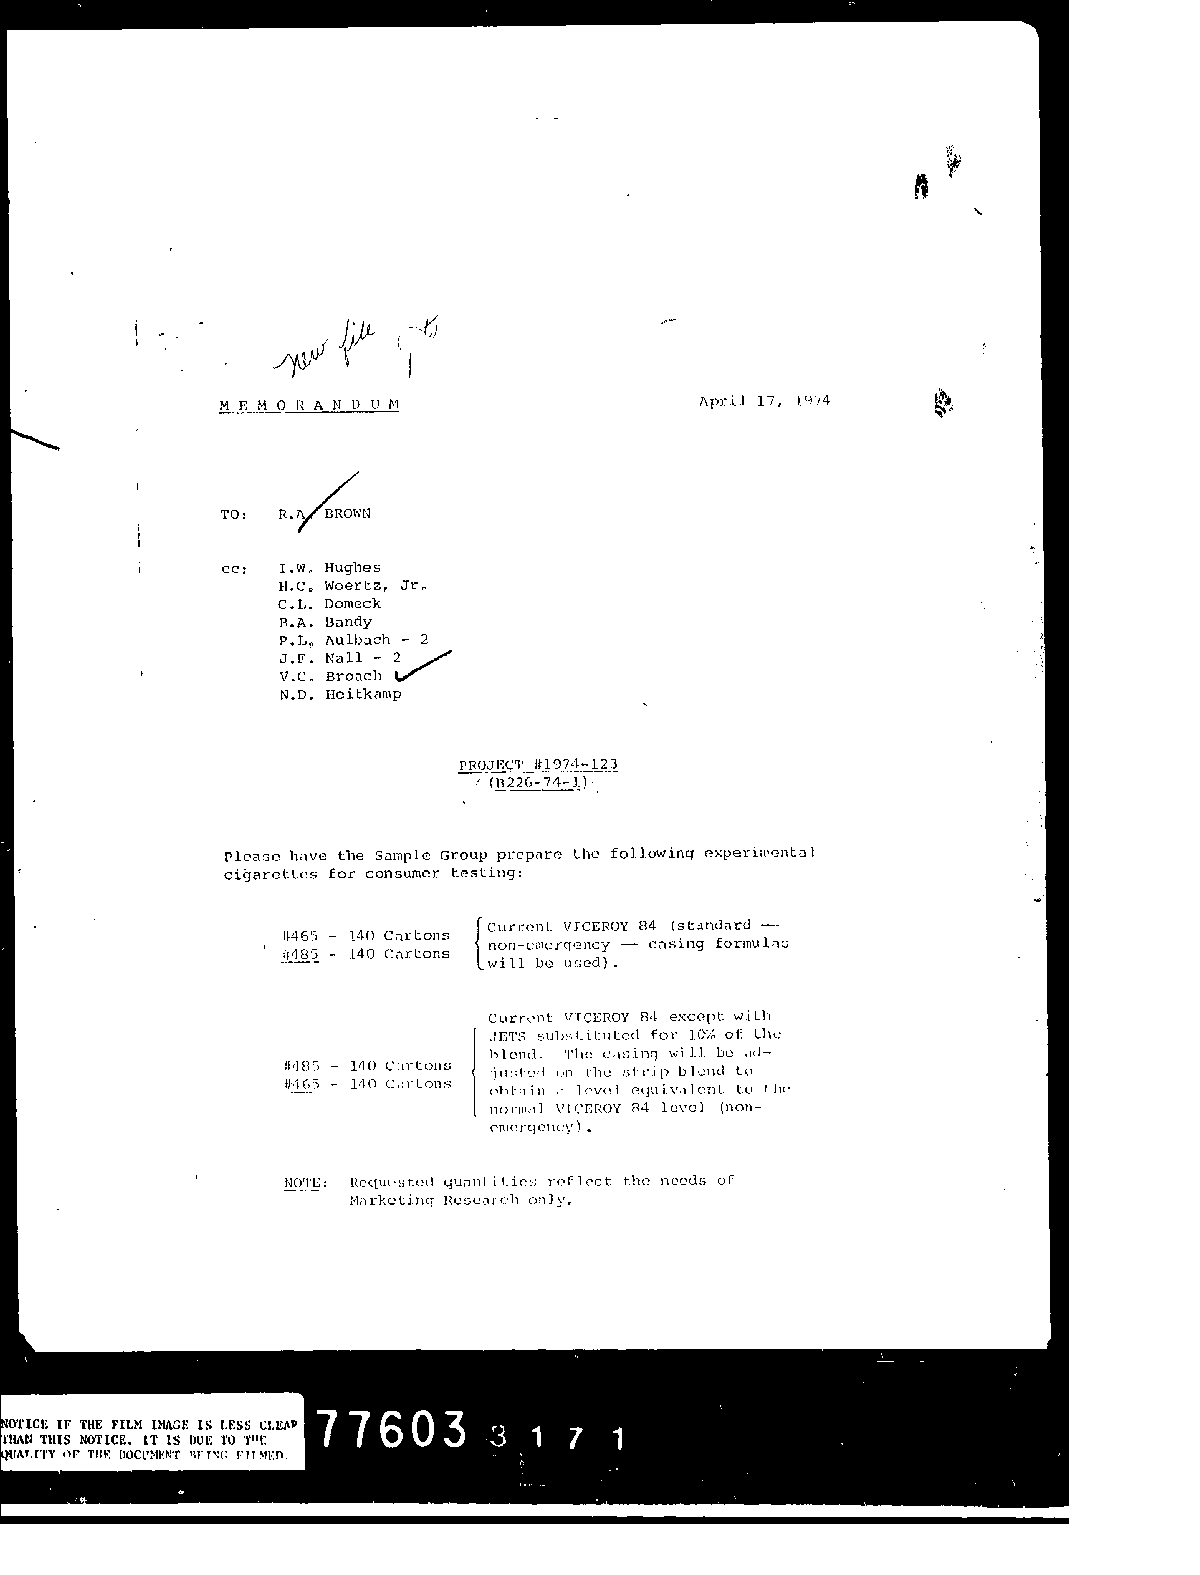 new file
M E M O R A N D U M
April 17, 1974
TO: R.A. BROWN
cc: I.W. Hughes
H.C. Woertz, Jr.
C.L. Domeck
R.A. Bandy
P.L. Aulbach - 2
J.F. Nall - 2
V.C. Broach
N.D. Heitkamp
PROJECT #1974-123
(B226-74-1)
Please have the Sample Group prepare the following experimental
cigarettes for consumer testing:
#465 - 140 Cartons
#485 - 140 Cartons
Current VICEROY 84 (standard —
non-emergency — casing formulas
will be used).
#485 - 140 Cartons
#465 - 140 Cartons
Current VICEROY 84 except with
JETS substituted for 10% of the
blend. The casing will be ad-
justed on the strip blend to
obtain a level equivalent to the
normal VICEROY 84 level (non-
emergency).
NOTE: Requested quantities reflect the needs of
Marketing Research only.
NOTICE IF THE FILM IMAGE IS LESS CLEAR
THAN THIS NOTICE, IT IS DUE TO THE
QUALITY OF THE DOCUMENT BEING FILMED.
77603 3171